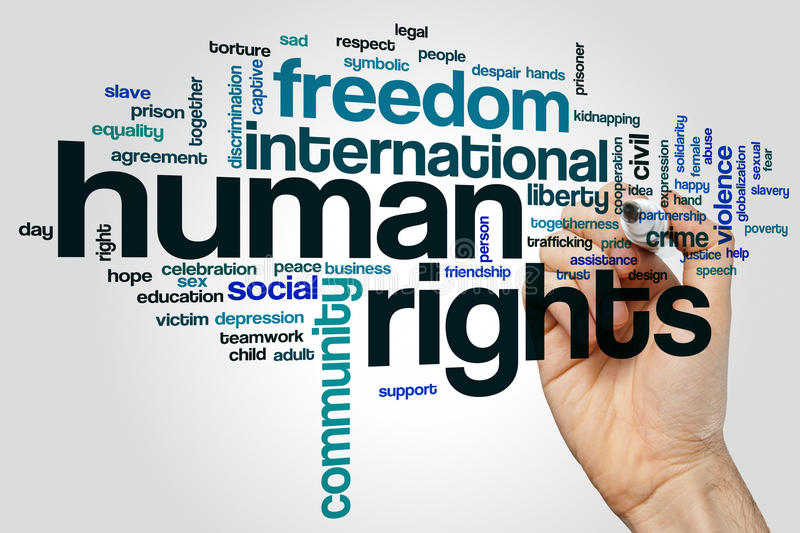 legal
torture
sad
respect
people
symbolic
despair
hands
prisoner
discrimination
captive
freedom
slave
prison
together
kidnapping
equality
international
agreement
cooperation
civil
solidarity
abuse
expression
female
sexual
fear
human
liberty
idea
happy
violence
globalization
slavery
hand
partnership
day
right
person
togetherness
trafficking
pride
crime
poverty
justice
help
assistance
speech
hope
celebration
peace
business
friendship
trust
design
sex
education
social
community
rights
victim
depression
teamwork
child
adult
support